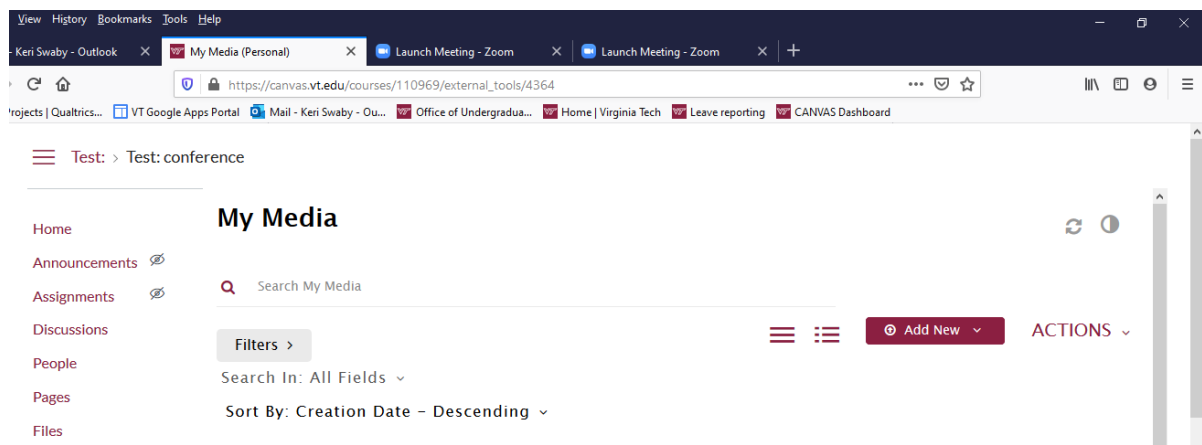 View History Bookmarks Tools Help
- Keri Swaby - Outlook My Media (Personal) Launch Meeting - Zoom Launch Meeting - Zoom
https://canvas.vt.edu/courses/110969/external_tools/4364
Projects | Qualtrics... VT Google Apps Portal Mail - Keri Swaby - Ou... Office of Undergradua... Home | Virginia Tech Leave reporting CANVAS Dashboard
Test: > Test: conference
My Media
Home
Announcements
Search My Media
Assignments
Discussions
Add New
ACTIONS
Filters >
People
Search In: All Fields
Pages
Sort By: Creation Date – Descending
Files